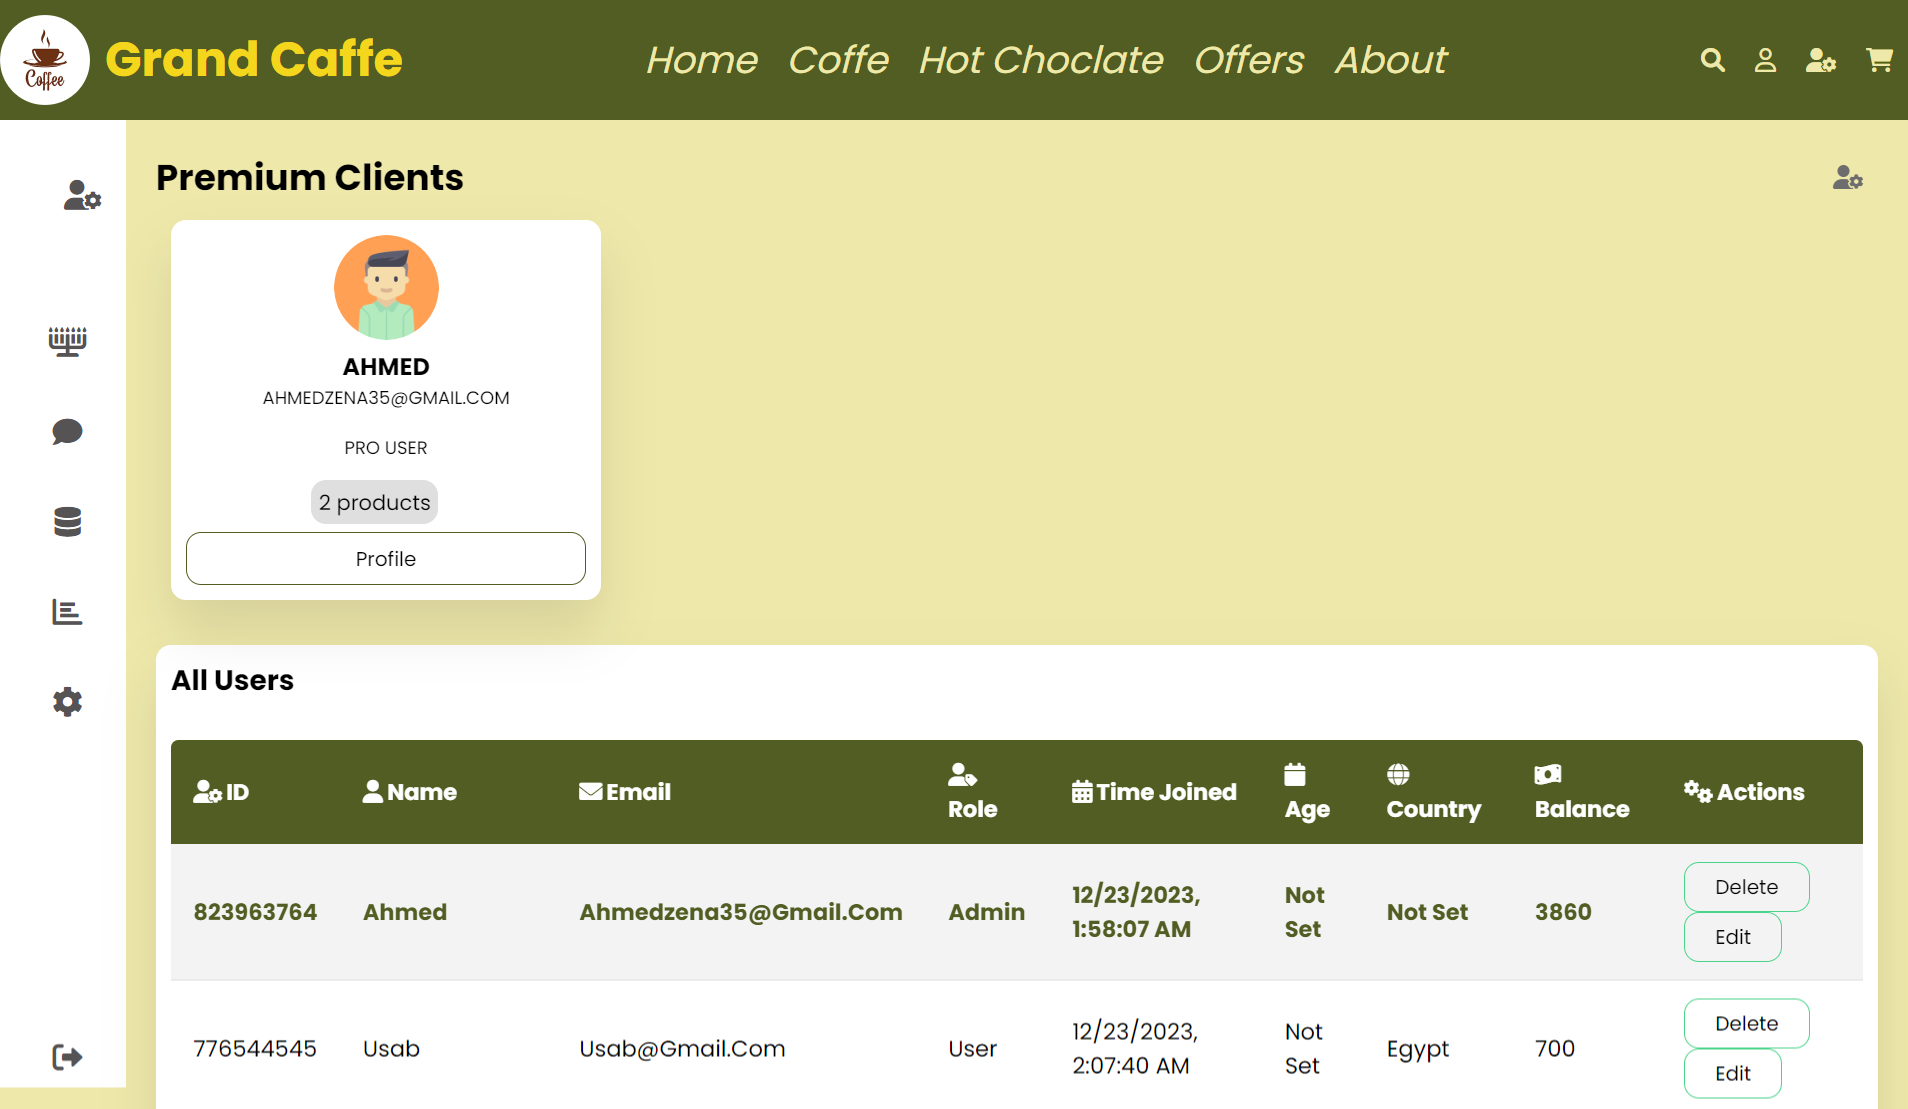 Coffee
Grand Caffe
Home Coffe Hot Choclate Offers About
Premium Clients
AHMED
AHMEDZENA35@GMAIL.COM
PRO USER
2 products
Profile
All Users
ID Name Email Role Time Joined Age Country Balance Actions
823963764 Ahmed Ahmedzena35@Gmail.Com Admin 12/23/2023, 1:58:07 AM Not Set Not Set 3860 Delete
Edit
776544545 Usab Usab@Gmail.Com User 12/23/2023, 2:07:40 AM Not Set Egypt 700 Delete
Edit